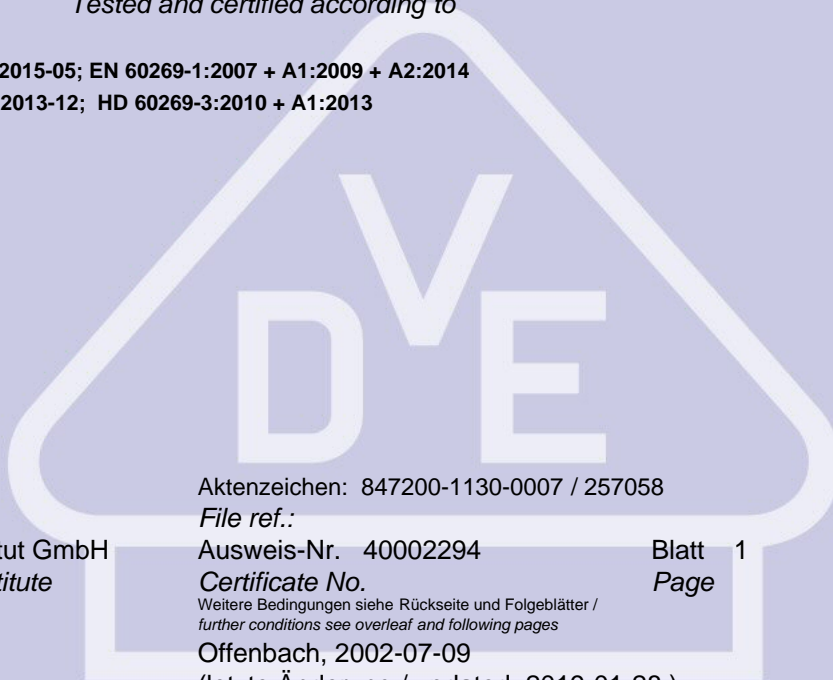 Tested and certified according to
2015-05; EN 60269-1:2007 + A1:2009 + A2:2014
2013-12; HD 60269-3:2010 + A1:2013
VDE
Aktenzeichen: 847200-1130-0007 / 257058
File ref.:
GmbH Ausweis-Nr. 40002294 Blatt 1
Certificate No. Page
Weitere Bedingungen siehe Rückseite und Folgeblätter /
further conditions see overleaf and following pages
Offenbach, 2002-07-09